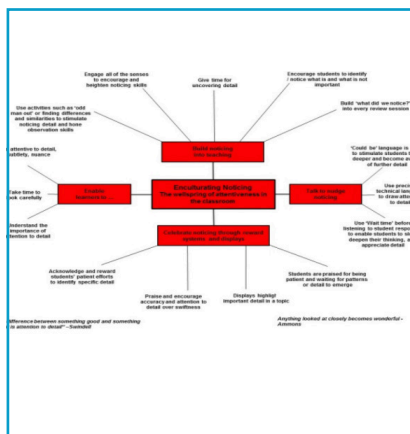 Engage all of the senses
to encourage and
heighten noticing skills
Give time for
uncovering detail
Encourage students to identify
/ notice what is and what is not
important
Use activities such as 'odd
man out' or finding differences
and similarities to stimulate
noticing detail and hone
observation skills
Build 'what did we notice?'
into every review session
Build noticing
into teaching
attentive to detail,
subtlety, nuance
Take time to
look carefully
Understand the
importance of
attention to detail
Enable
learners to...
Enculturating Noticing
The wellspring of attentiveness in
the classroom
Talk to nudge
noticing
'Could be' language is
to stimulate students
deeper and become
of further detail
Use preci
technical lan
to draw atten
to detail
Use 'Wait time' before
listening to student respo
to enable students to
deepen their thinking,
appreciate detail
Celebrate noticing through shared
systems, and displays
Acknowledge and reward
students' patient efforts
to identify specific detail
Praise and encourage
accuracy and attention to
detail over swiftness
Displays highlight
important detail in a topic
Students are praised for being
patient and waiting for patterns
or detail to emerge
difference between something good and something
is attention to detail" - Swindell
Anything looked at closely becomes wonderful -
Ammons